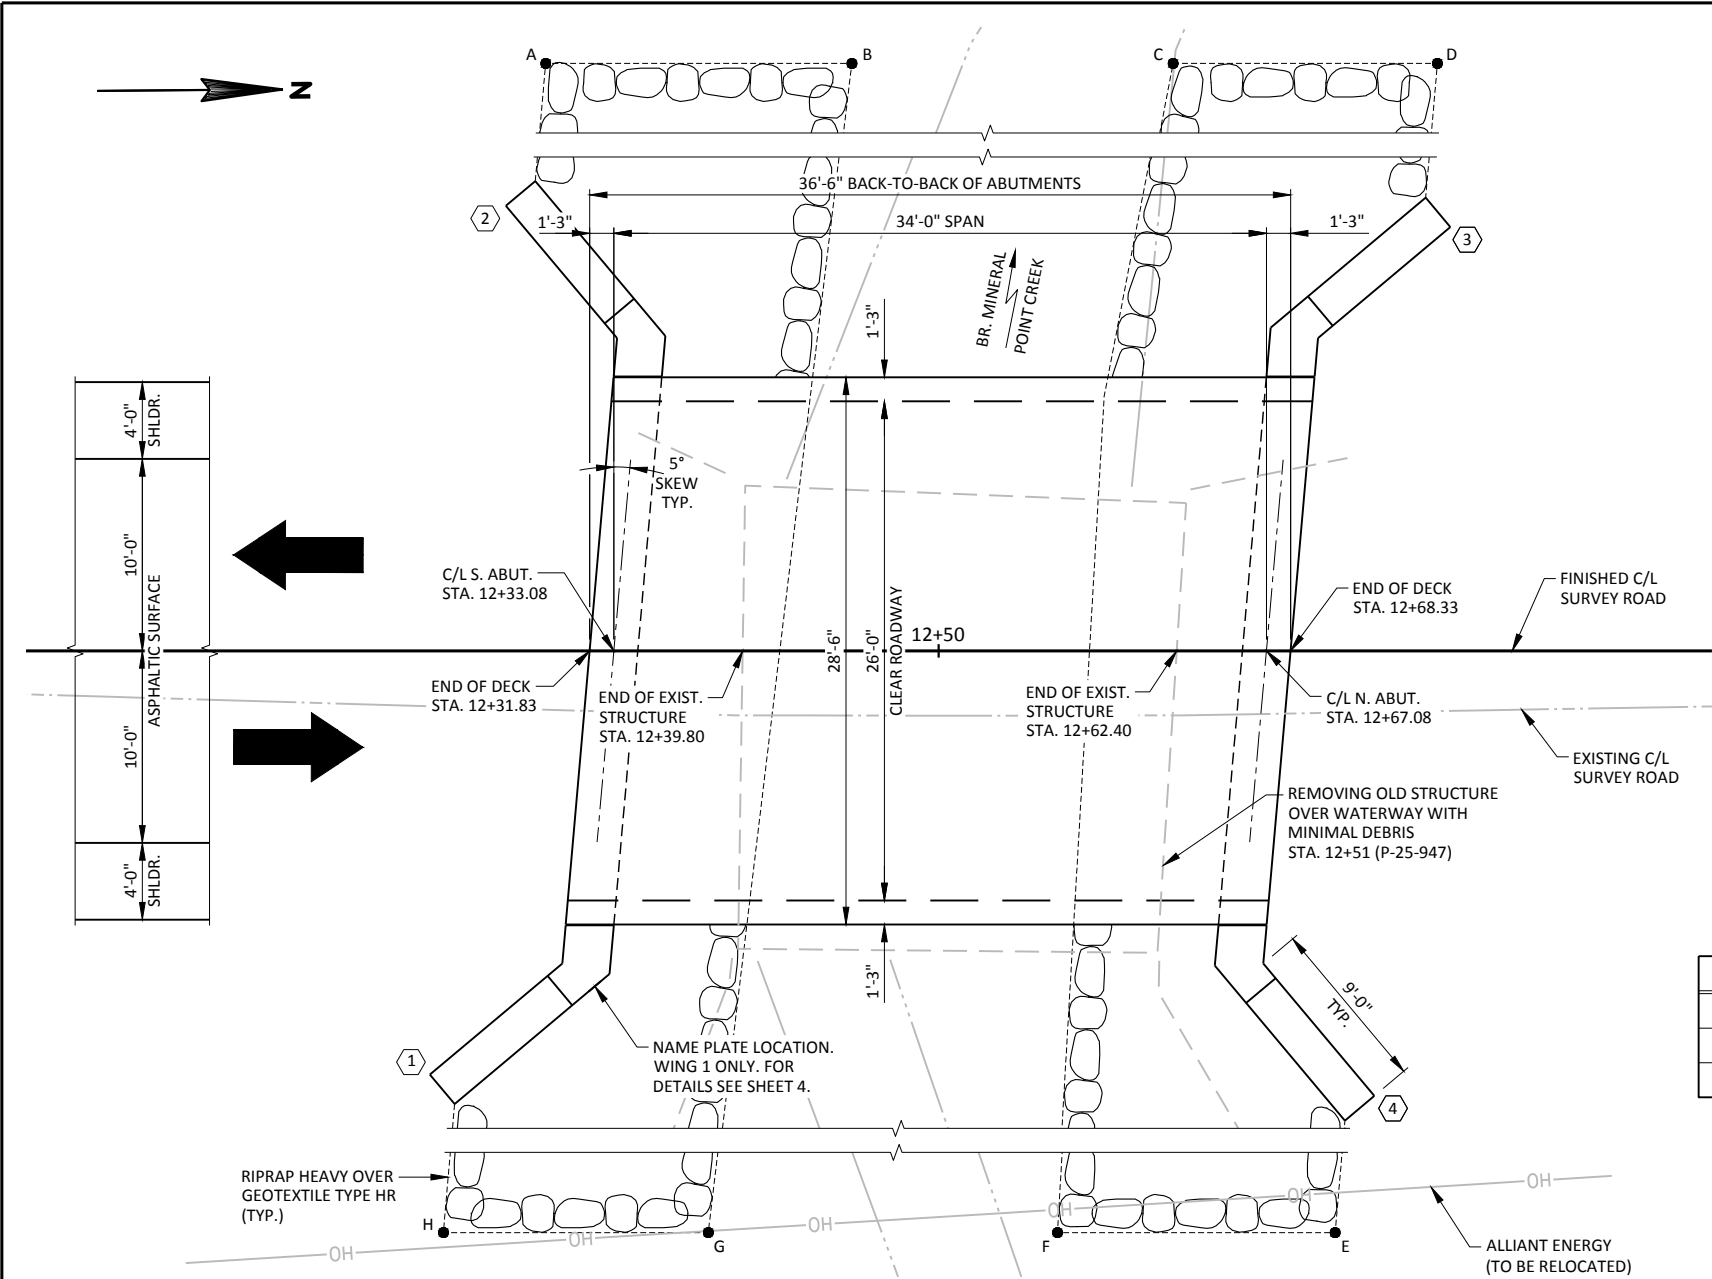 A
B
C
D
N
36'-6" BACK-TO-BACK OF ABUTMENTS
2
1'-3"
34'-0" SPAN
1'-3"
3
BR. MINERAL
POINT CREEK
1'-3"
4'-0"
SHLDR.
5°
SKEW
TYP.
10'-0"
ASPHALTIC SURFACE
C/L S. ABUT.
STA. 12+33.08
END OF DECK
STA. 12+68.33
FINISHED C/L
SURVEY ROAD
28'-6"
26'-0"
CLEAR ROADWAY
12+50
END OF DECK
STA. 12+31.83
END OF EXIST.
STRUCTURE
STA. 12+39.80
END OF EXIST.
STRUCTURE
STA. 12+62.40
C/L N. ABUT.
STA. 12+67.08
10'-0"
EXISTING C/L
SURVEY ROAD
REMOVING OLD STRUCTURE
OVER WATERWAY WITH
MINIMAL DEBRIS
STA. 12+51 (P-25-947)
4'-0"
SHLDR.
1'-3"
9'-0"
TYP.
1
NAME PLATE LOCATION.
WING 1 ONLY. FOR
DETAILS SEE SHEET 4.
4
RIPRAP HEAVY OVER
GEOTEXTILE TYPE HR
(TYP.)
H
G
F
E
OH
OH
OH
OH
OH
OH
ALLIANT ENERGY
(TO BE RELOCATED)